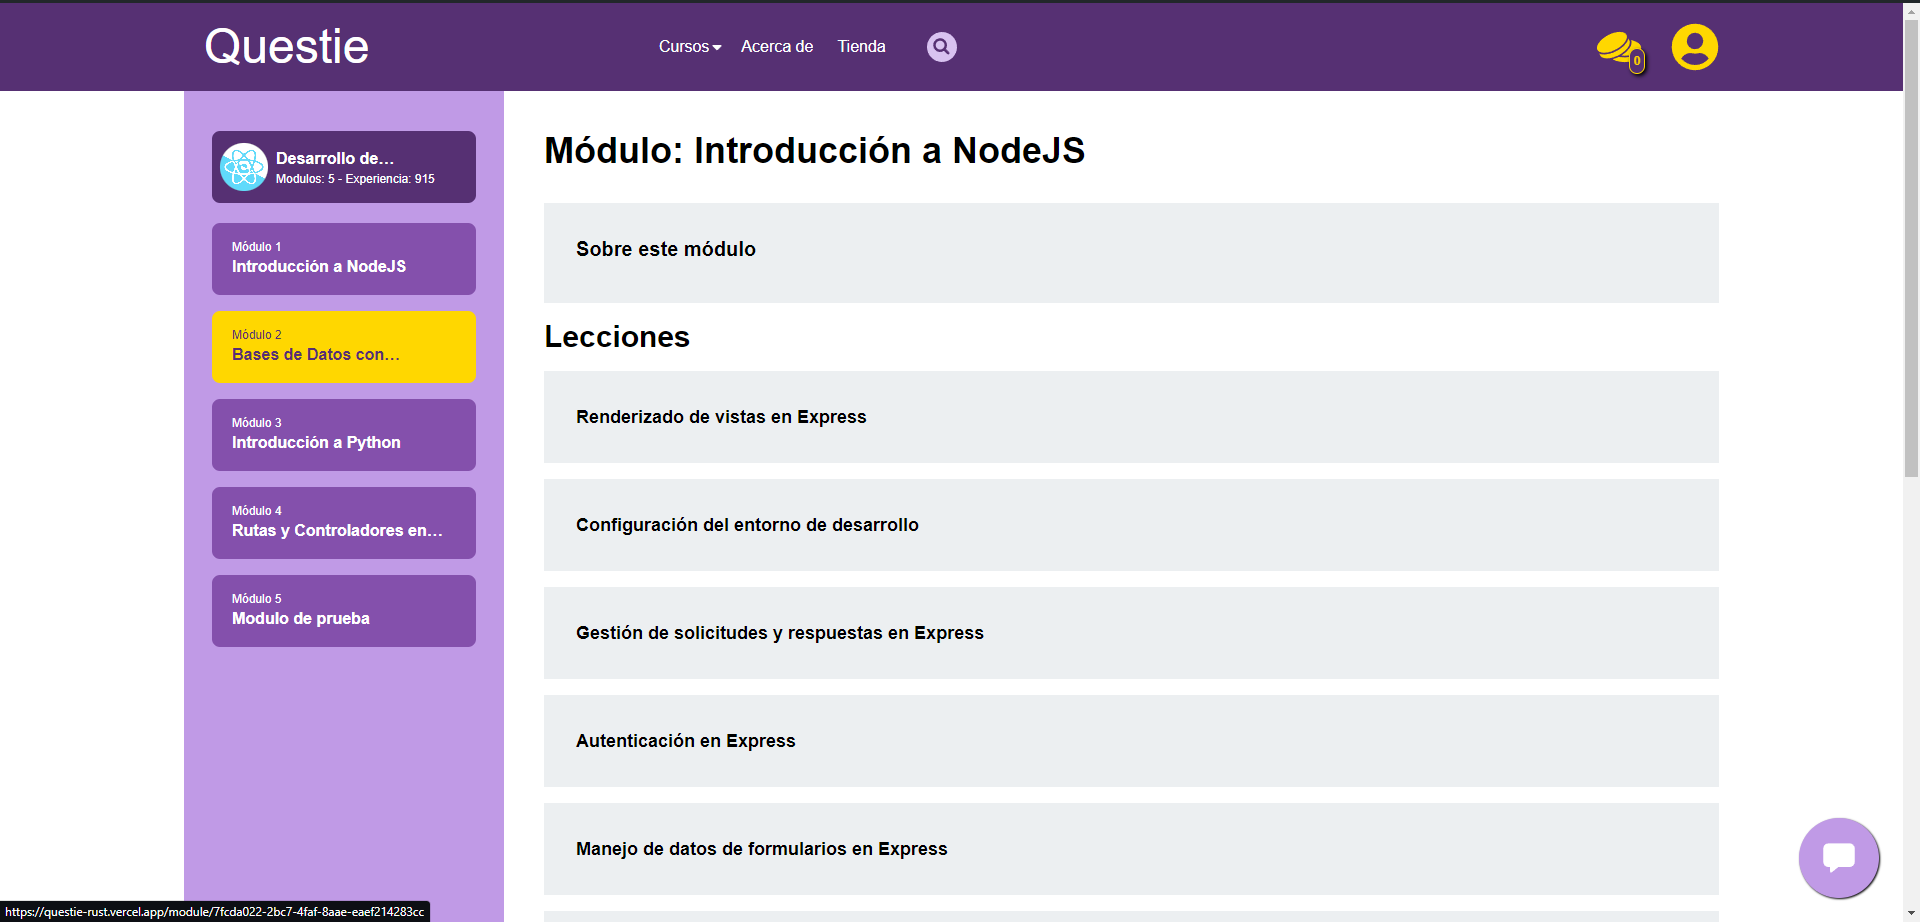 Questie
Cursos
Acerca de
Tienda
0
Desarrollo de...
Modulos: 5 - Experiencia: 915
Módulo 1
Introducción a NodeJS
Módulo 2
Bases de Datos con...
Módulo 3
Introducción a Python
Módulo 4
Rutas y Controladores en...
Módulo 5
Modulo de prueba
Módulo: Introducción a NodeJS
Sobre este módulo
Lecciones
Renderizado de vistas en Express
Configuración del entorno de desarrollo
Gestión de solicitudes y respuestas en Express
Autenticación en Express
Manejo de datos de formularios en Express
https://questie-rust.vercel.app/module/7fcda022-2bc7-4faf-8aae-eaef214283cc